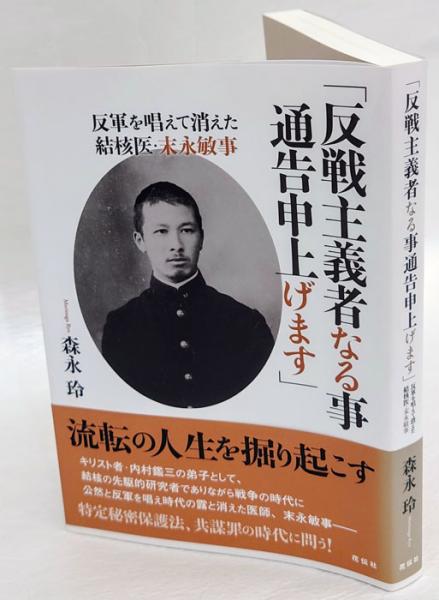 「反戦主義者なる事
通告申上げます」
反軍を唱えて消えた
結核医・末永敏事
森永 玲
流転の人生を掘り起こす
キリスト者・内村鑑三の弟子として、
結核の先駆的研究者でありながら戦争の時代に
公然と反軍を唱え時代の露と消えた医師、末永敏事――
特定秘密保護法、共謀罪の時代に問う!
花伝社
「反戦主義者なる事通告申上げます」
反軍を唱えて消えた
結核医・末永敏事
森永 玲
花伝社